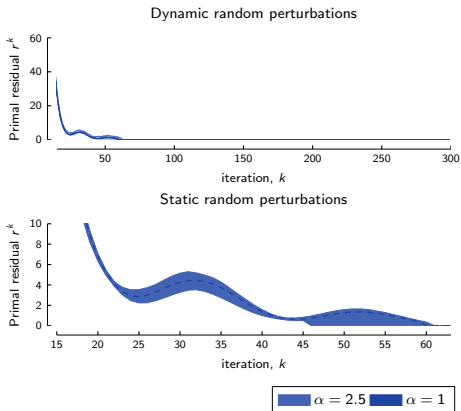 Dynamic random perturbations
Primal residual r^k
60
40
20
0
50 100 150 200 250 300
iteration, k
Static random perturbations
Primal residual r^k
10
8
6
4
2
0
15 20 25 30 35 40 45 50 55 60
iteration, k
α = 2.5 α = 1